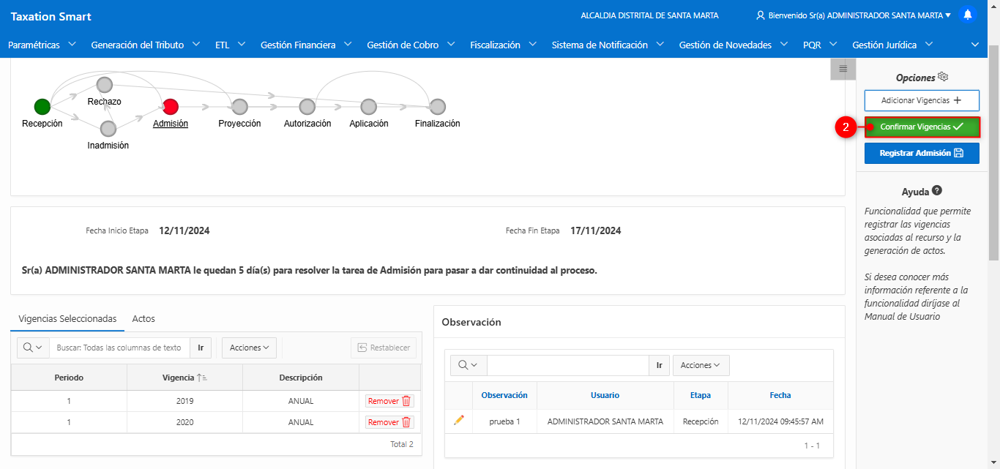 Taxation Smart
ALCALDIA DISTRITAL DE SANTA MARTA
Bienvenido Sr(a) ADMINISTRADOR SANTA MARTA
Paramétricas
Generación del Tributo
ETL
Gestión Financiera
Gestión de Cobro
Fiscalización
Sistema de Notificación
Gestión de Novedades
PQR
Gestión Jurídica
Recepción
Rechazo
Inadmisión
Admisión
Proyección
Autorización
Aplicación
Finalización
Opciones
Adicionar Vigencias
2
Confirmar Vigencias
Registrar Admisión
Ayuda
Funcionalidad que permite
registrar las vigencias
asociadas al recurso y la
generación de actos.
Si desea conocer más
información referente a la
funcionalidad diríjase al
Manual de Usuario
Fecha Inicio Etapa 12/11/2024
Fecha Fin Etapa 17/11/2024
Sr(a) ADMINISTRADOR SANTA MARTA le quedan 5 día(s) para resolver la tarea de Admisión para pasar a dar continuidad al proceso.
Vigencias Seleccionadas
Actos
Buscar: Todas las columnas de texto
Ir
Acciones
Restablecer
Periodo Vigencia Descripción
1 2019 ANUAL Remover
1 2020 ANUAL Remover
Total 2
Observación
Ir
Acciones
Observación Usuario Etapa Fecha
prueba 1 ADMINISTRADOR SANTA MARTA Recepción 12/11/2024 09:45:57 AM
1 - 1